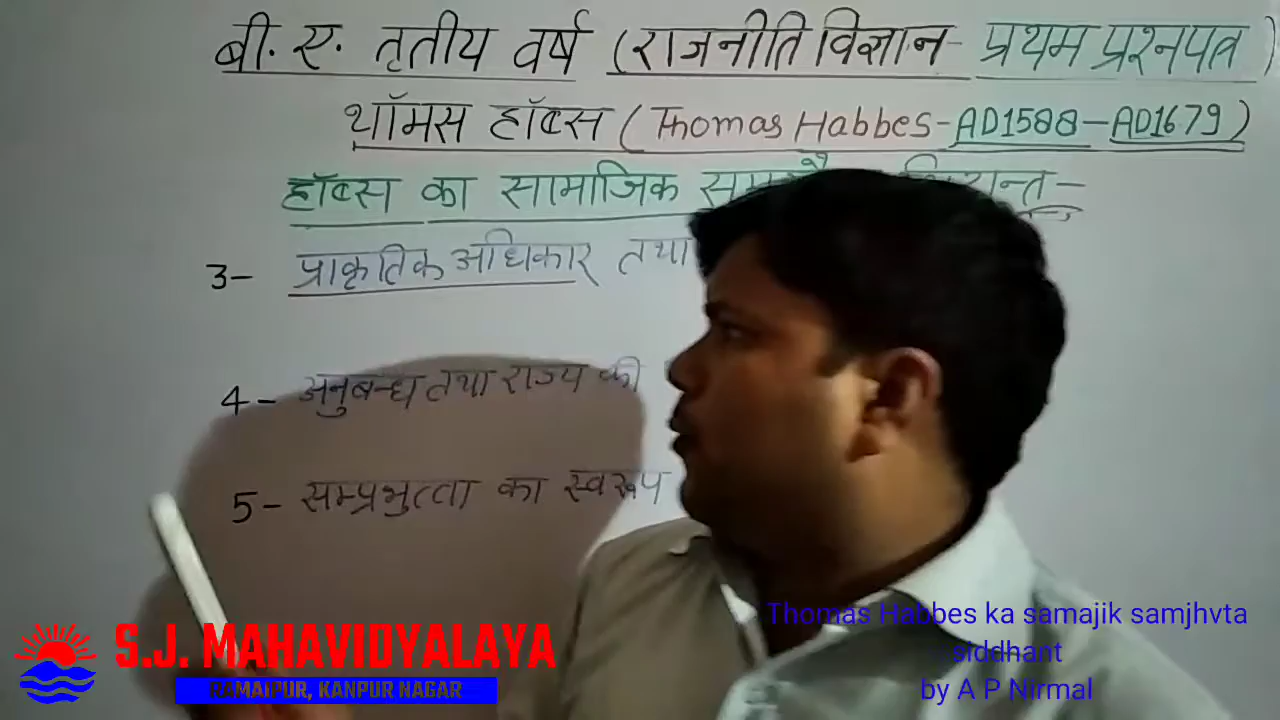 बी. ए. तृतीय वर्ष (राजनीति विज्ञान - प्रथम प्रश्नपत्र)
थॉमस हॉब्स (Thomas Habbes-AD1588-AD1679)
हॉब्स का सामाजिक
3- प्राकृतिक अधिकार तथा
4- अनुबन्ध तथा राज्य की
5- सम्प्रभुत्ता का स्वरूप
S.J. MAHAVIDYALAYA
RAMAIPUR, KANPUR NAGAR
Thomas Habbes ka samajik samjhvta
siddhant
by A P Nirmal